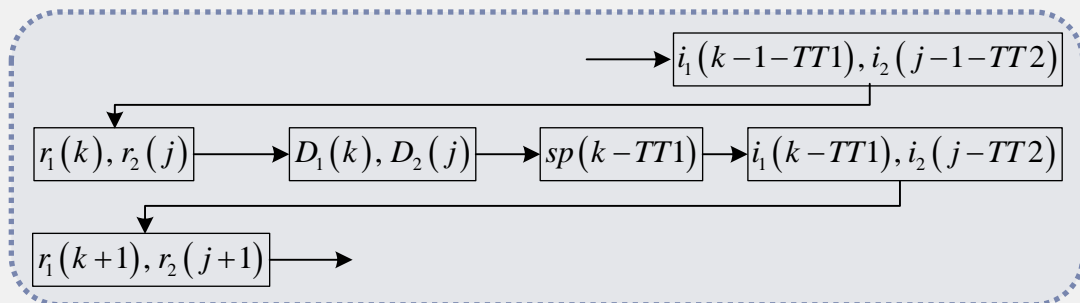 i₁(k−1−TT1), i₂(j−1−TT2)
r₁(k), r₂(j) D₁(k), D₂(j) sp(k−TT1) i₁(k−TT1), i₂(j−TT2)
r₁(k+1), r₂(j+1)